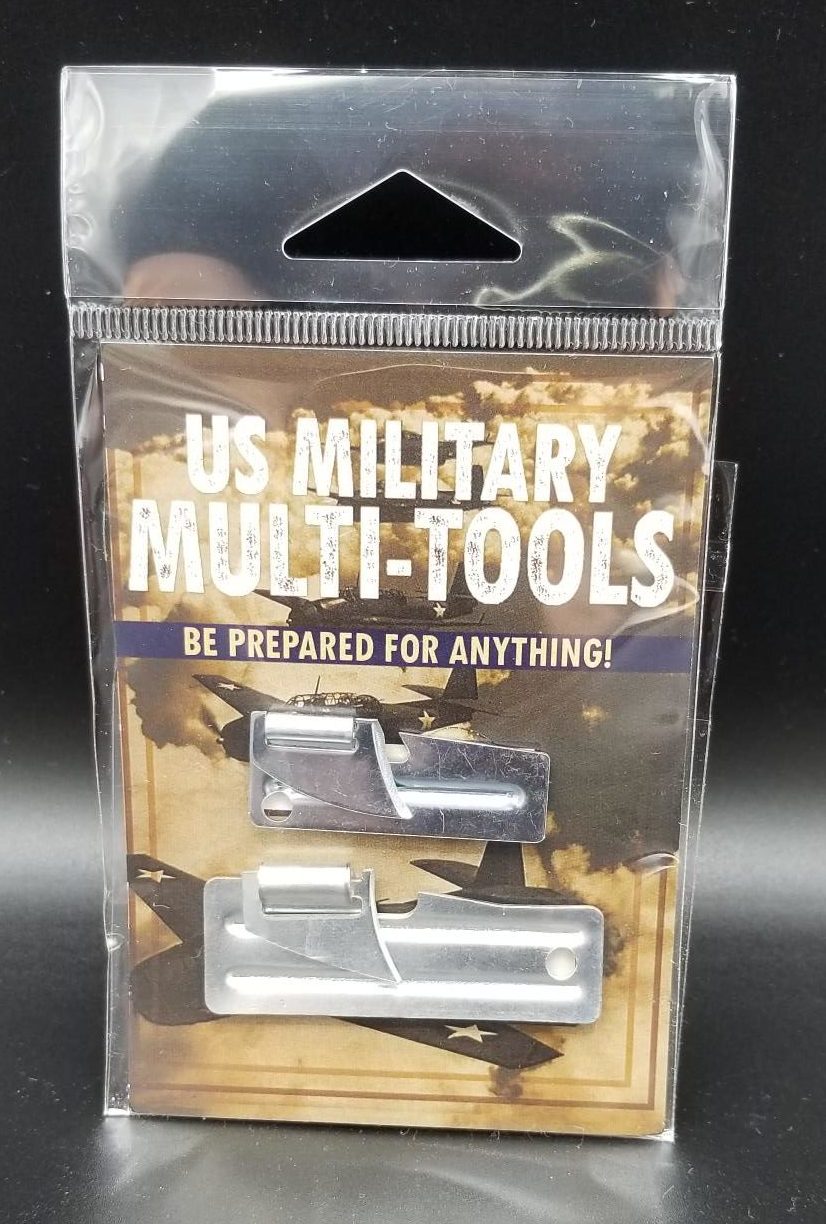 US MILITARY
MULTI-TOOLS
BE PREPARED FOR ANYTHING!